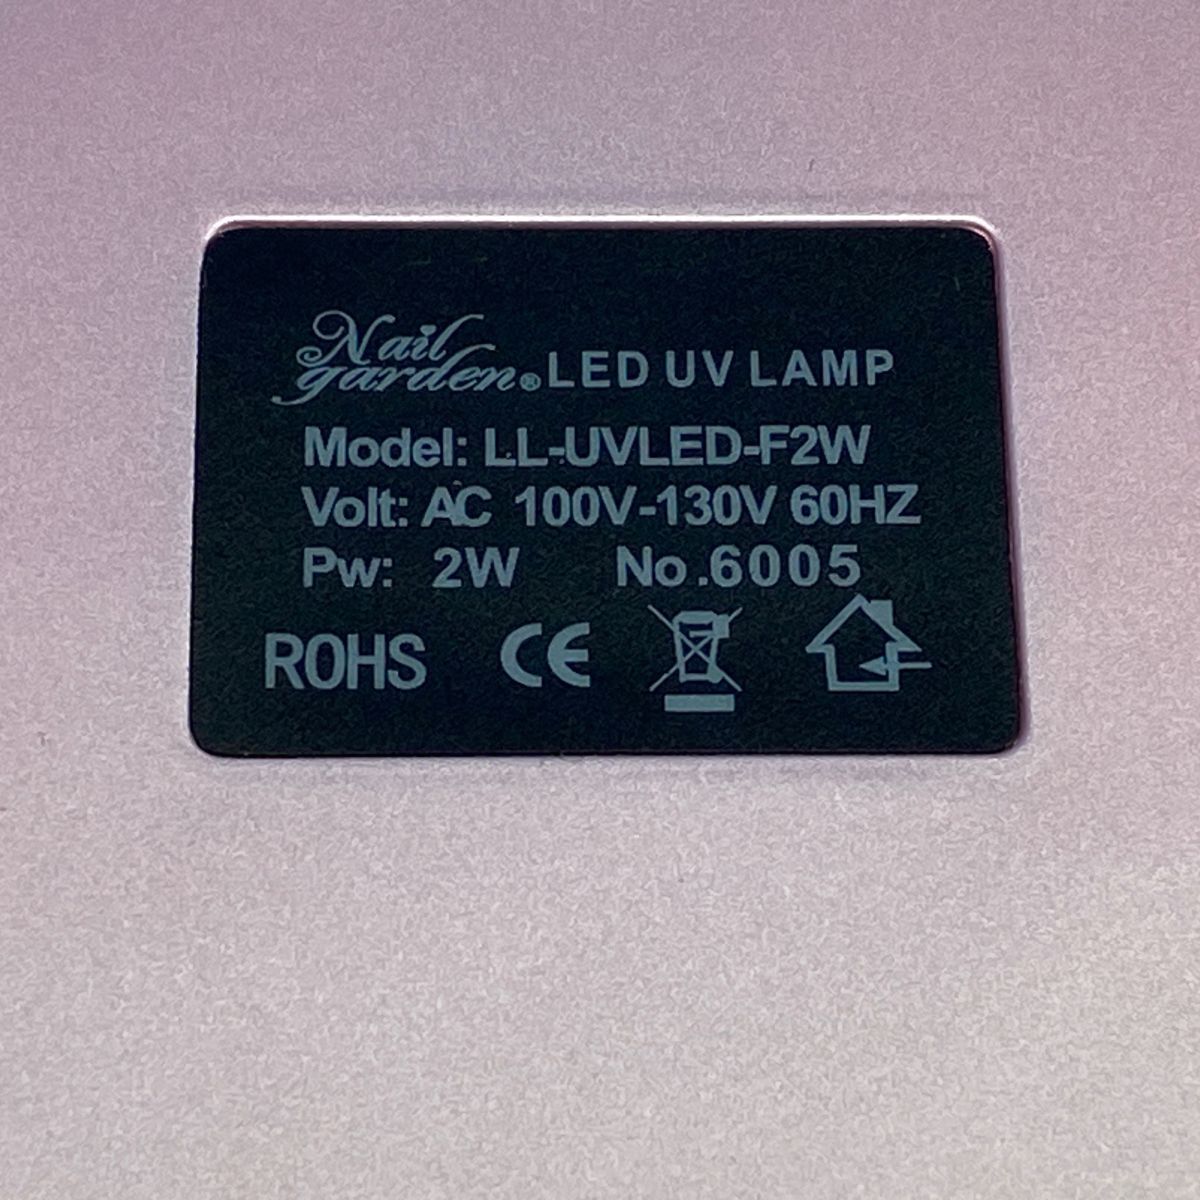 Nail garden® LED UV LAMP
Model: LL-UVLED-F2W
Volt: AC 100V-130V 60HZ
Pw: 2W No.6005
ROHS CE